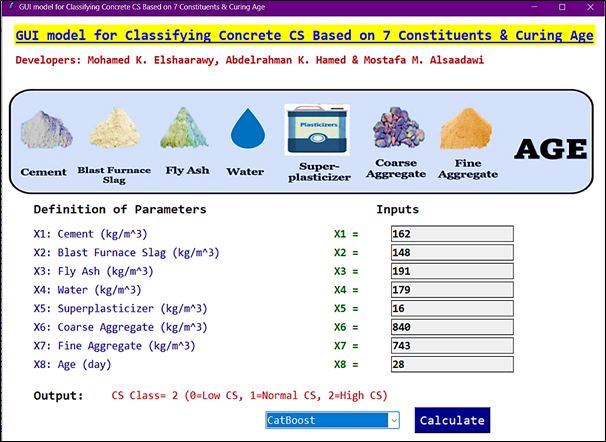 GUI model for Classifying Concrete CS Based on 7 Constituents & Curing Age
GUI model for Classifying Concrete CS Based on 7 Constituents & Curing Age
Developers: Mohamed K. Elshaarawy, Abdelrahman K. Hamed & Mostafa M. Alsaadawi
Plasticizers
Cement
Blast Furnace
Slag
Fly Ash
Water
Super-
plasticizer
Coarse
Aggregate
Fine
Aggregate
AGE
Definition of Parameters Inputs
X1: Cement (kg/m^3) X1 = 162
X2: Blast Furnace Slag (kg/m^3) X2 = 148
X3: Fly Ash (kg/m^3) X3 = 191
X4: Water (kg/m^3) X4 = 179
X5: Superplasticizer (kg/m^3) X5 = 16
X6: Coarse Aggregate (kg/m^3) X6 = 840
X7: Fine Aggregate (kg/m^3) X7 = 743
X8: Age (day) X8 = 28
Output: CS Class= 2 (0=Low CS, 1=Normal CS, 2=High CS)
CatBoost Calculate